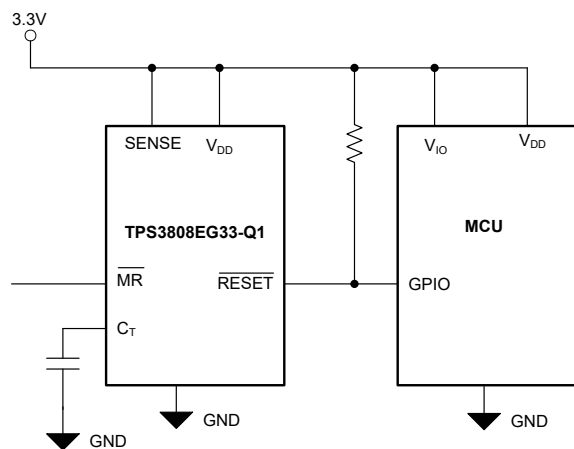 3.3V
SENSE VDD VIO VDD
TPS3808EG33-Q1 MCU
MR RESET GPIO
CT
GND GND
GND